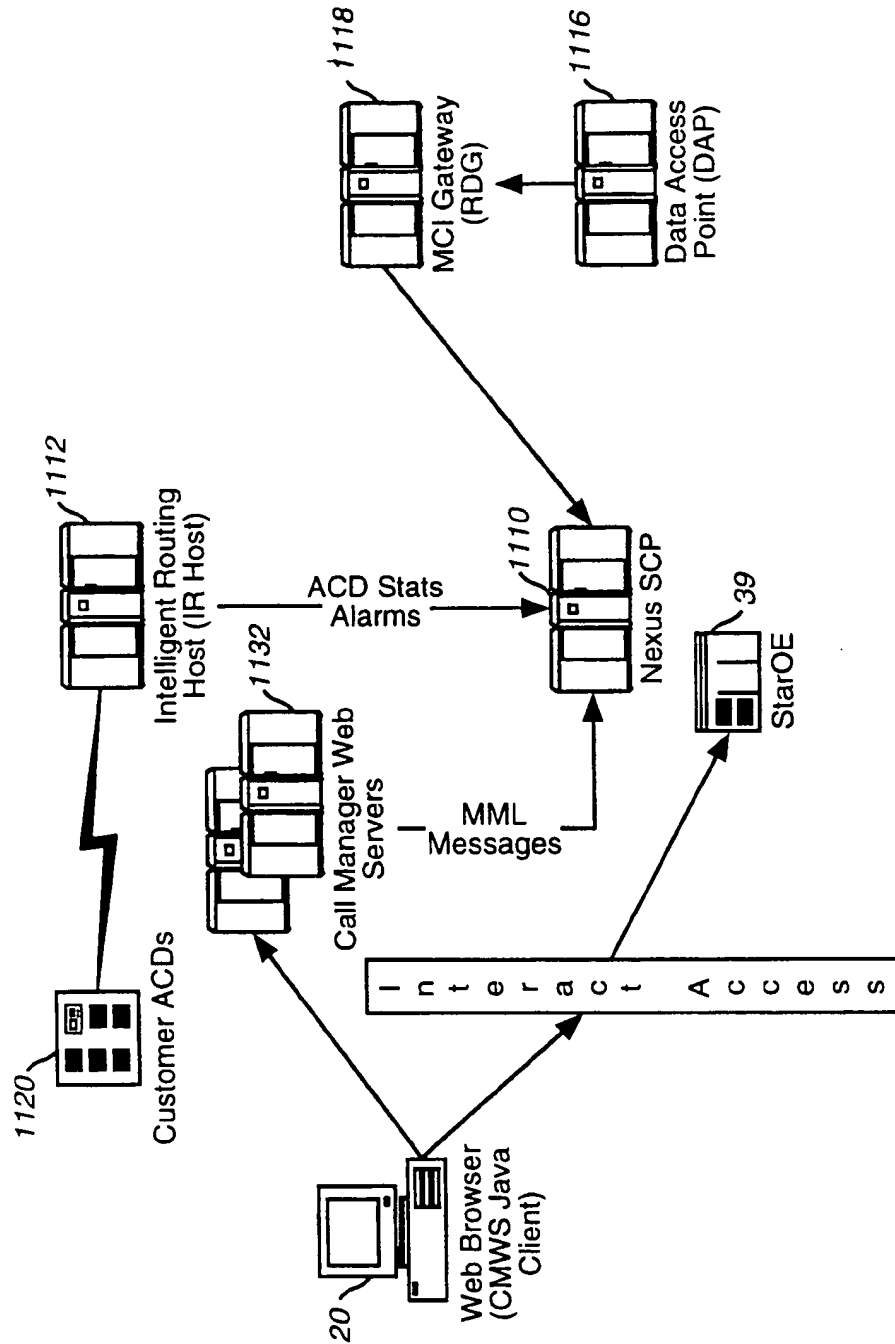 1120
Customer ACDs
1112
Intelligent Routing
Host (IR Host)
1118
MCI Gateway
(RDG)
1116
Data Access
Point (DAP)
ACD Stats
Alarms
1132
Call Manager Web
Servers
MML
Messages
1110
Nexus SCP
39
StarOE
Interact Access
20
Web Browser
(CMWS Java
Client)